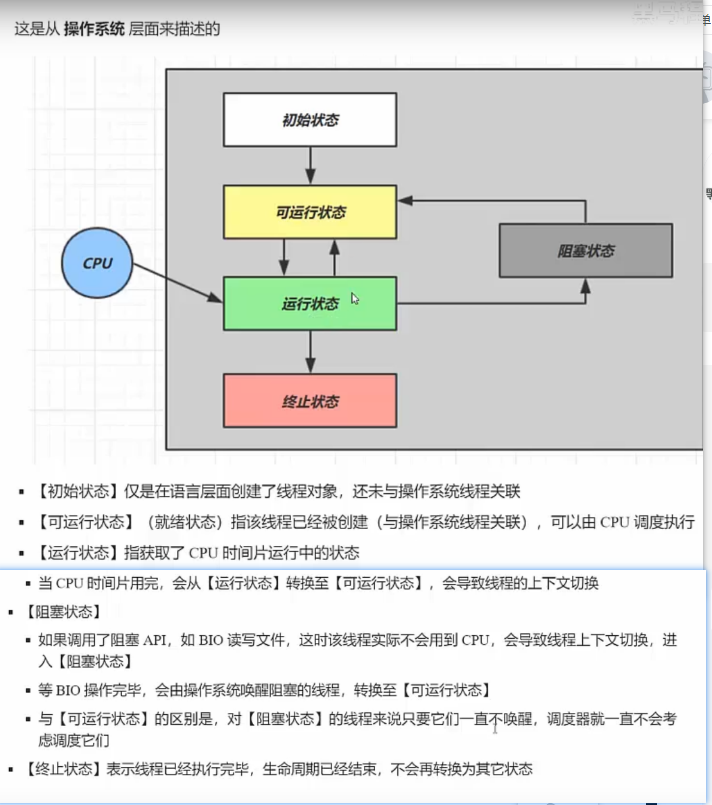 这是从 操作系统 层面来描述的
初始状态
可运行状态
阻塞状态
CPU
运行状态
终止状态
【初始状态】仅是在语言层面创建了线程对象，还未与操作系统线程关联
【可运行状态】（就绪状态）指该线程已经被创建（与操作系统线程关联），可以由 CPU 调度执行
【运行状态】指获取了 CPU 时间片运行中的状态
当 CPU 时间片用完，会从【运行状态】转换至【可运行状态】，会导致线程的上下文切换
【阻塞状态】
如果调用了阻塞 API，如 BIO 读写文件，这时该线程实际不会用到 CPU，会导致线程上下文切换，进
入【阻塞状态】
等 BIO 操作完毕，会由操作系统唤醒阻塞的线程，转换至【可运行状态】
与【可运行状态】的区别是，对【阻塞状态】的线程来说只要它们一直不唤醒，调度器就一直不会考
虑调度它们
【终止状态】表示线程已经执行完毕，生命周期已经结束，不会再转换为其它状态